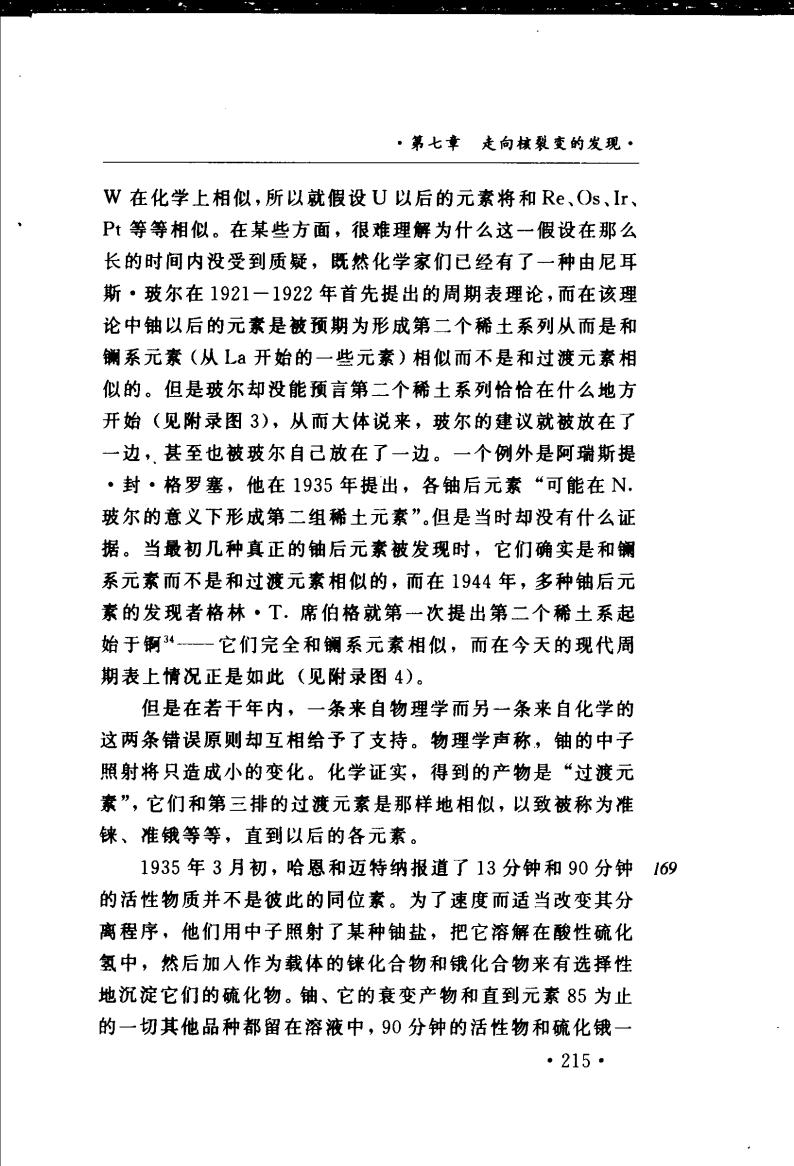 ·第七章 走向核裂变的发现·
W 在化学上相似，所以就假设 U 以后的元素将和 Re、Os、Ir、
Pt 等等相似。在某些方面，很难理解为什么这一假设在那么
长的时间内没受到质疑，既然化学家们已经有了一种由尼耳
斯·玻尔在 1921－1922 年首先提出的周期表理论，而在该理
论中铀以后的元素是被预期为形成第二个稀土系列从而是和
镧系元素（从 La 开始的一些元素）相似而不是和过渡元素相
似的。但是玻尔却没能预言第二个稀土系列恰恰在什么地方
开始（见附录图 3），从而大体说来，玻尔的建议就被放在了
一边，甚至也被玻尔自己放在了一边。一个例外是阿瑞斯提
·封·格罗塞，他在 1935 年提出，各铀后元素“可能在 N.
玻尔的意义下形成第二组稀土元素”。但是当时却没有什么证
据。当最初几种真正的铀后元素被发现时，它们确实是和镧
系元素而不是和过渡元素相似的，而在 1944 年，多种铀后元
素的发现者格林·T. 席伯格就第一次提出第二个稀土系起
始于锕³⁴——它们完全和镧系元素相似，而在今天的现代周
期表上情况正是如此（见附录图 4）。
但是在若干年内，一条来自物理学而另一条来自化学的
这两条错误原则却互相给予了支持。物理学声称，铀的中子
照射将只造成小的变化。化学证实，得到的产物是“过渡元
素”，它们和第三排的过渡元素是那样地相似，以致被称为准
铼、准锇等等，直到以后的各元素。
1935 年 3 月初，哈恩和迈特纳报道了 13 分钟和 90 分钟 169
的活性物质并不是彼此的同位素。为了速度而适当改变其分
离程序，他们用中子照射了某种铀盐，把它溶解在酸性硫化
氢中，然后加入作为载体的铼化合物和锇化合物来有选择性
地沉淀它们的硫化物。铀、它的衰变产物和直到元素 85 为止
的一切其他品种都留在溶液中，90 分钟的活性物和硫化锇一
·215·